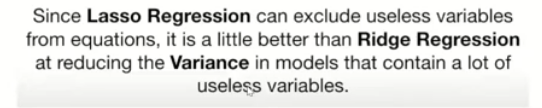 Since Lasso Regression can exclude useless variables
from equations, it is a little better than Ridge Regression
at reducing the Variance in models that contain a lot of
useless variables.